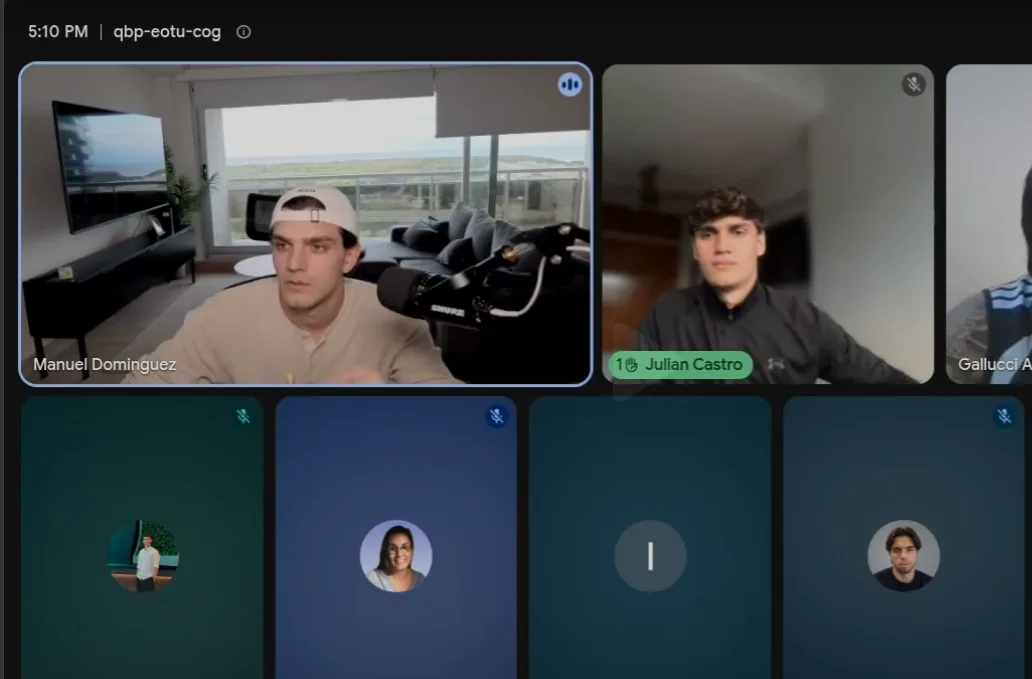 5:10 PM | qbp-eotu-cog
SHURE
Manuel Dominguez
1 Julian Castro
Gallucci A
I